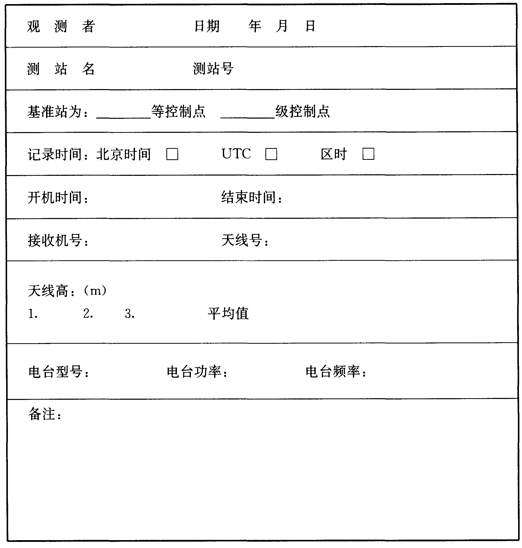 观 测 者 日期 年 月 日
测 站 名 测站号
基准站为：______等控制点 ______级控制点
记录时间：北京时间 □ UTC □ 区时 □
开机时间： 结束时间：
接收机号： 天线号：
天线高：（m）
1. 2. 3. 平均值
电台型号： 电台功率： 电台频率：
备注：